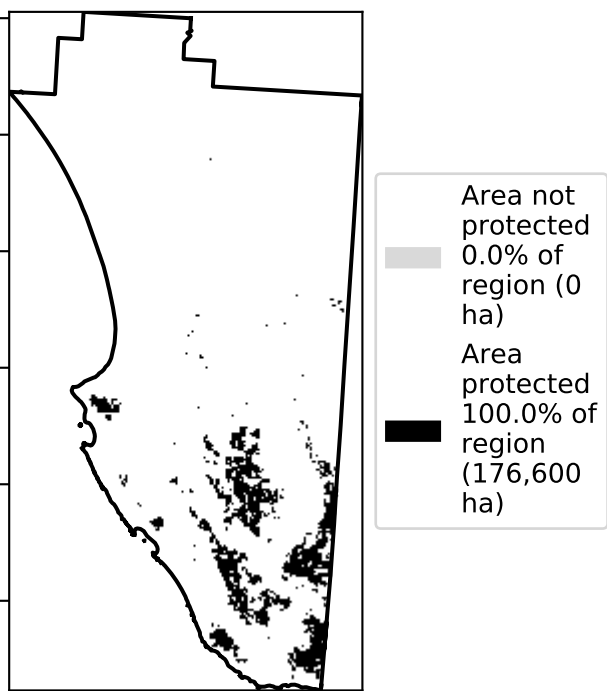 Area not
protected
0.0% of
region (0
ha)
Area
protected
100.0% of
region
(176,600
ha)